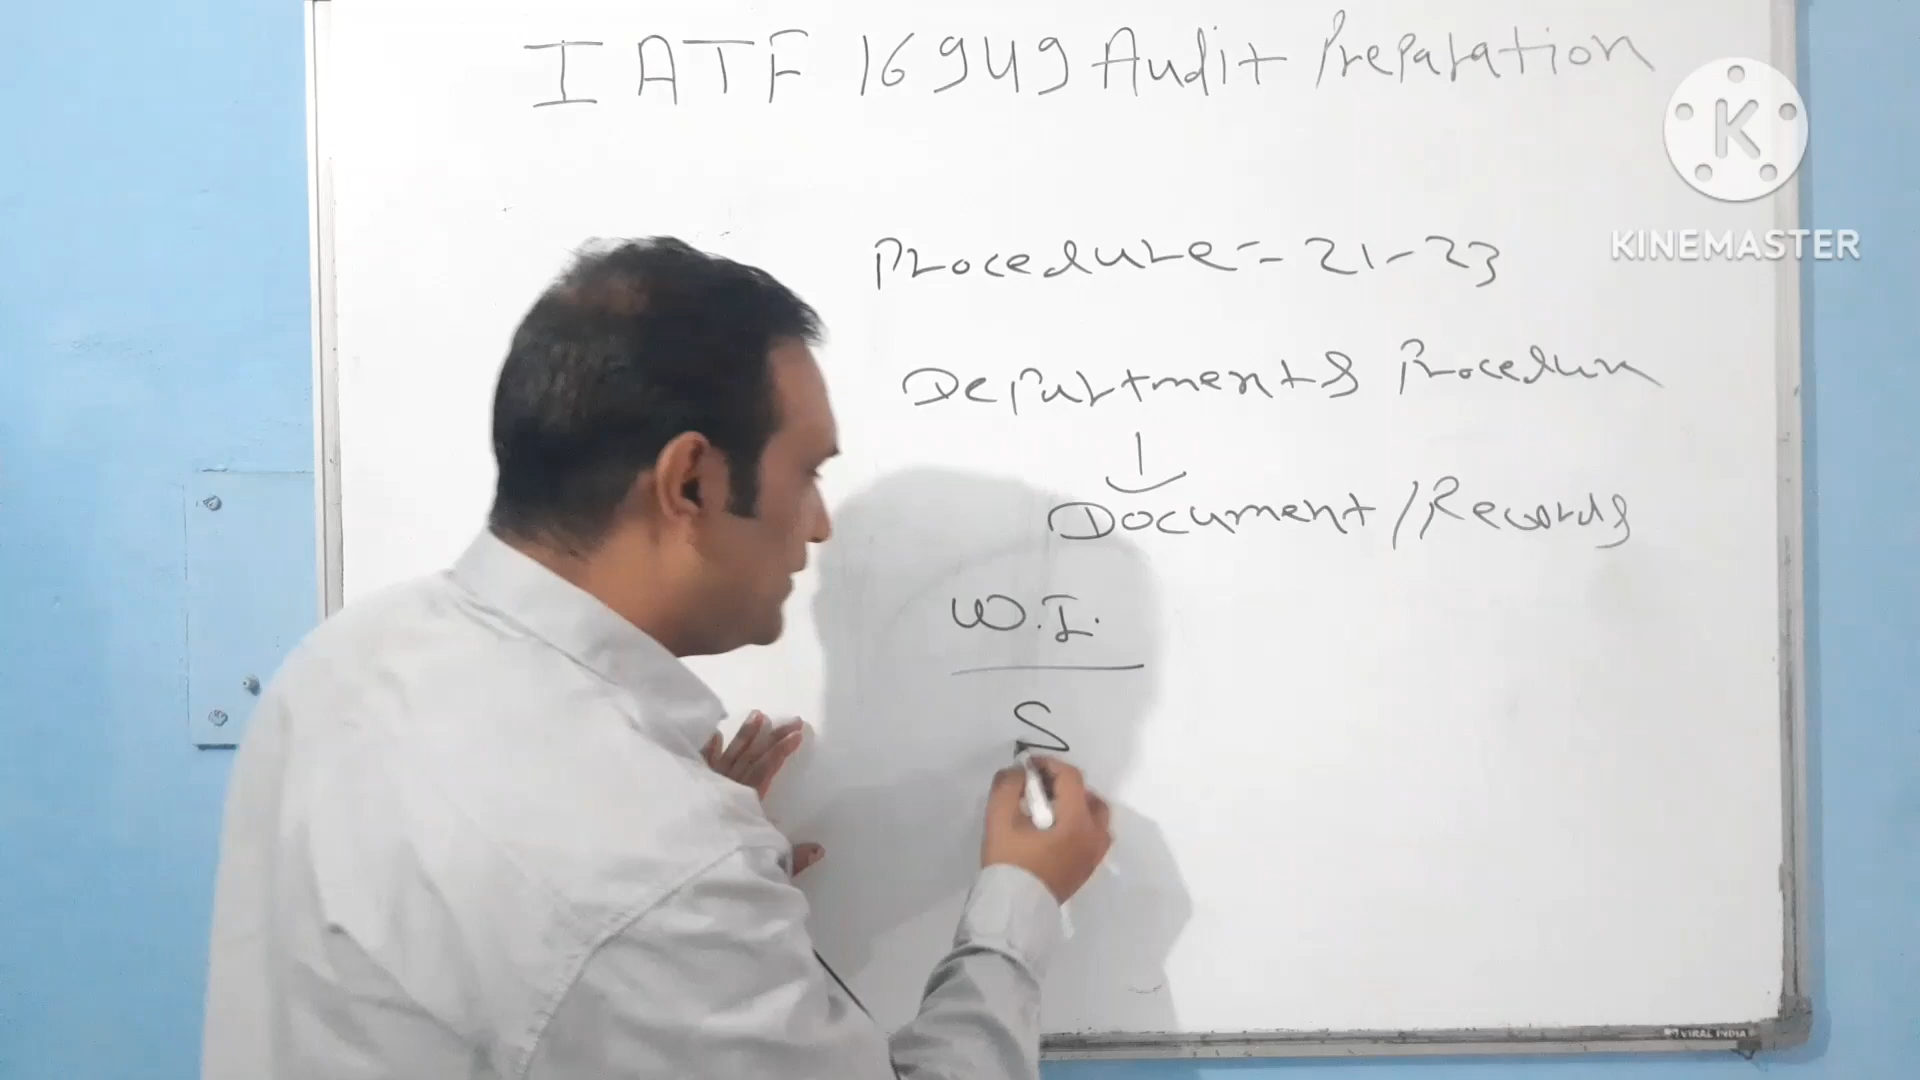 IATF 16949 Audit Preparation
K
KINEMASTER
Procedure = 21-23
Departments Procedure
Document/Records
W.I.
S
VIRAL INDIA